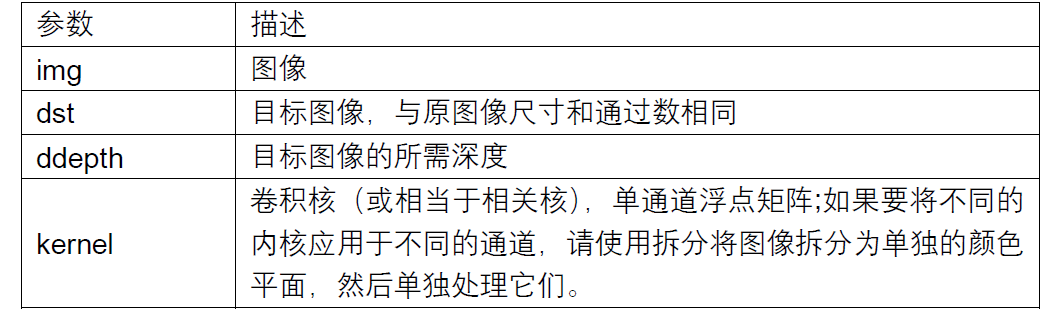 参数 描述
img 图像
dst 目标图像，与原图像尺寸和通过数相同
ddepth 目标图像的所需深度
kernel 卷积核（或相当于相关核），单通道浮点矩阵;如果要将不同的
内核应用于不同的通道，请使用拆分将图像拆分为单独的颜色
平面，然后单独处理它们。